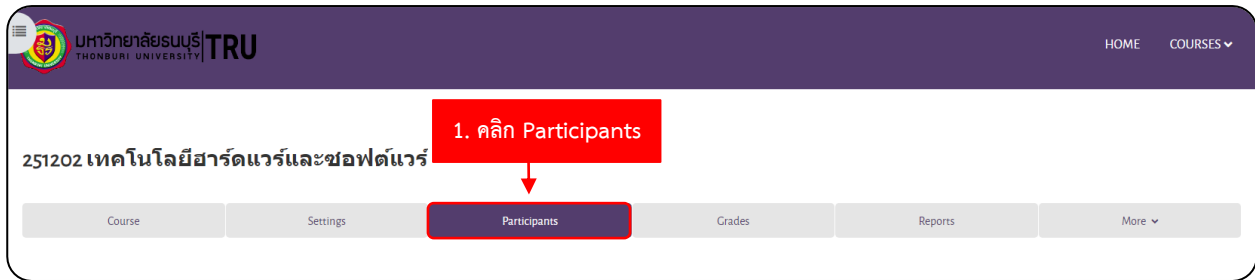 มหาวิทยาลัยธนบุรี TRU
THONBURI UNIVERSITY
HOME COURSES
1. คลิก Participants
251202 เทคโนโลยีฮาร์ดแวร์และซอฟต์แวร์
Course Settings Participants Grades Reports More